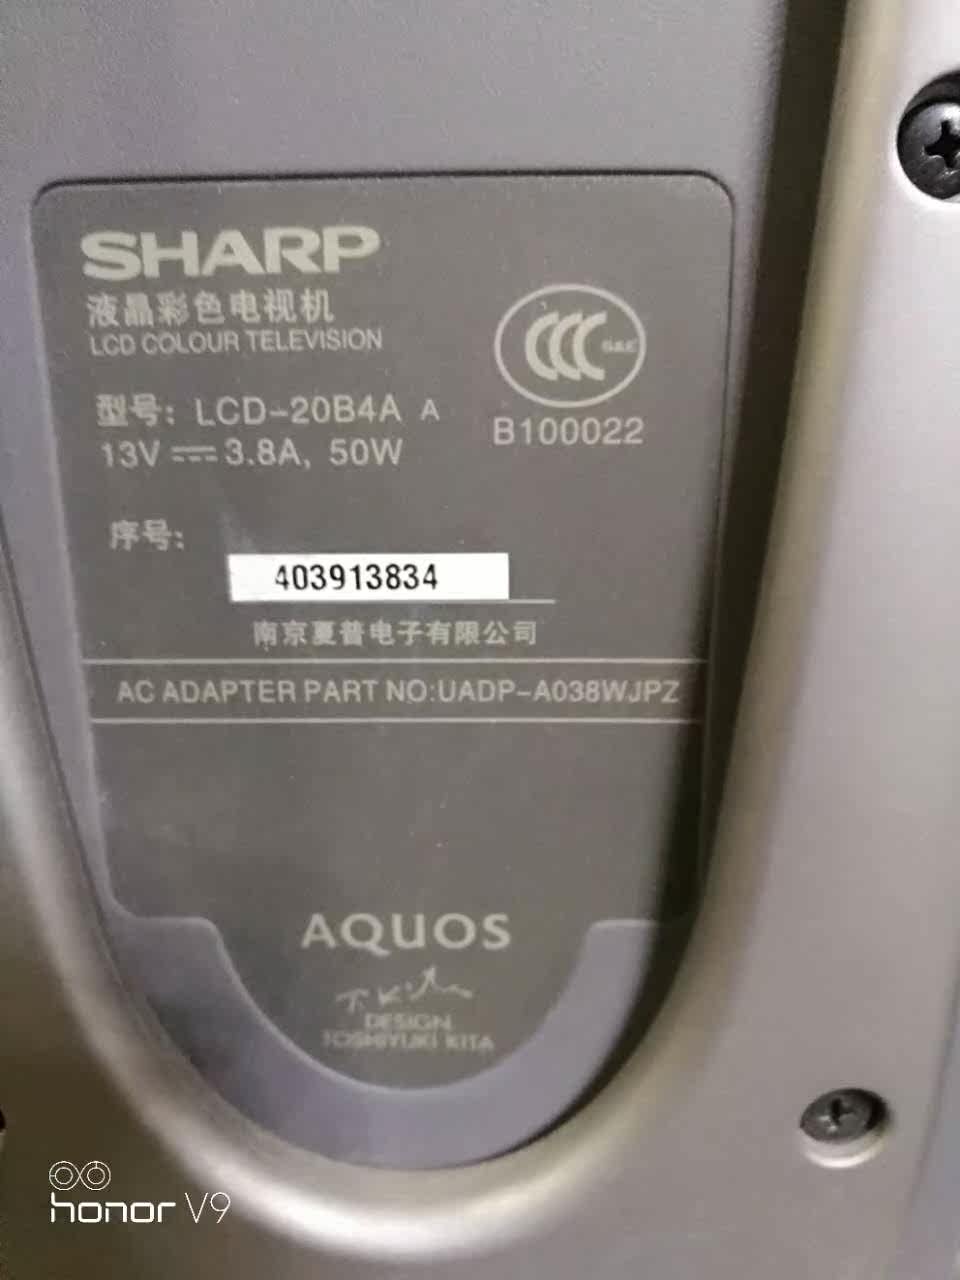 SHARP
液晶彩色电视机
LCD COLOUR TELEVISION
CCC S&E
型号: LCD-20B4A A
B100022
13V ⎓ 3.8A, 50W
序号:
403913834
南京夏普电子有限公司
AC ADAPTER PART NO:UADP-A038WJPZ
AQUOS
DESIGN
TOSHIYUKI KITA
honor V9